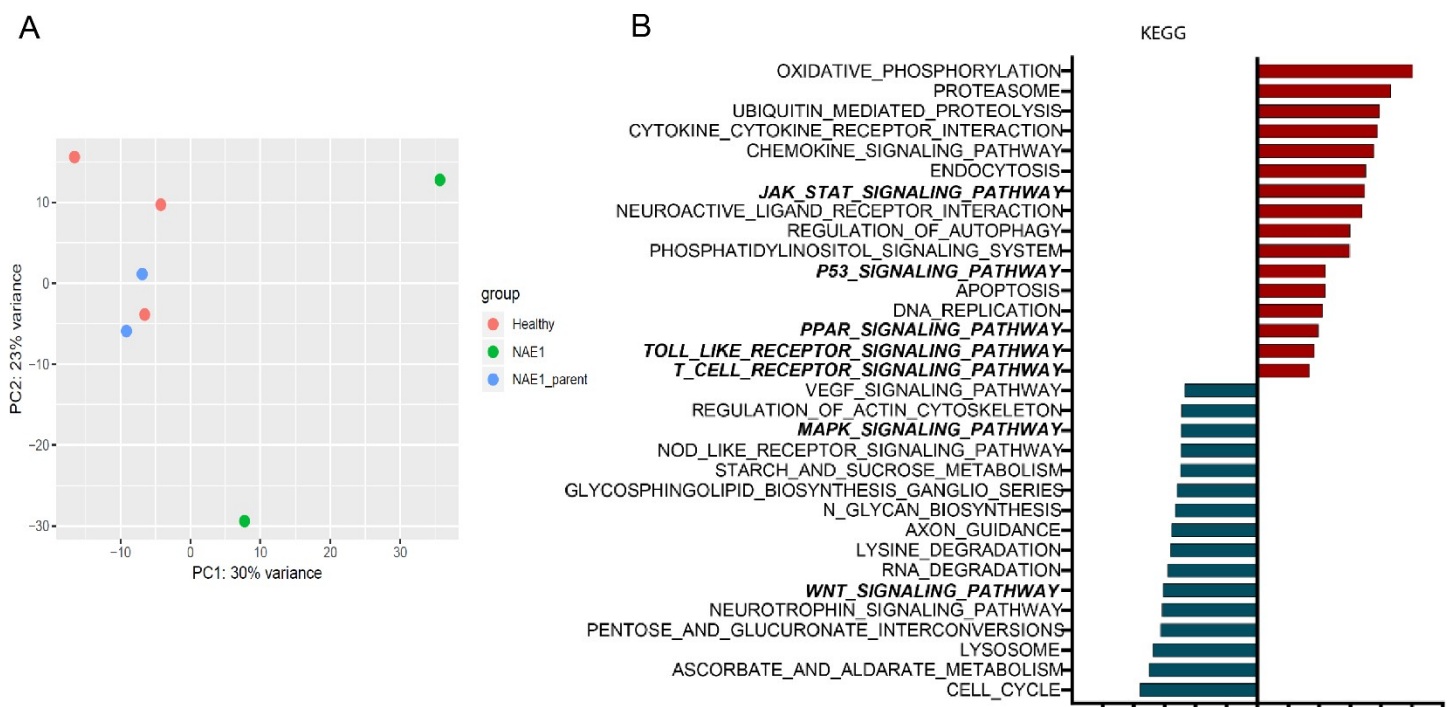 A
B
KEGG
10
0
−10
−20
−30
PC2: 23% variance
−10
0
10
20
30
PC1: 30% variance
group
Healthy
NAE1
NAE1_parent
OXIDATIVE_PHOSPHORYLATION
PROTEASOME
UBIQUITIN_MEDIATED_PROTEOLYSIS
CYTOKINE_CYTOKINE_RECEPTOR_INTERACTION
CHEMOKINE_SIGNALING_PATHWAY
ENDOCYTOSIS
JAK_STAT_SIGNALING_PATHWAY
NEUROACTIVE_LIGAND_RECEPTOR_INTERACTION
REGULATION_OF_AUTOPHAGY
PHOSPHATIDYLINOSITOL_SIGNALING_SYSTEM
P53_SIGNALING_PATHWAY
APOPTOSIS
DNA_REPLICATION
PPAR_SIGNALING_PATHWAY
TOLL_LIKE_RECEPTOR_SIGNALING_PATHWAY
T_CELL_RECEPTOR_SIGNALING_PATHWAY
VEGF_SIGNALING_PATHWAY
REGULATION_OF_ACTIN_CYTOSKELETON
MAPK_SIGNALING_PATHWAY
NOD_LIKE_RECEPTOR_SIGNALING_PATHWAY
STARCH_AND_SUCROSE_METABOLISM
GLYCOSPHINGOLIPID_BIOSYNTHESIS_GANGLIO_SERIES
N_GLYCAN_BIOSYNTHESIS
AXON_GUIDANCE
LYSINE_DEGRADATION
RNA_DEGRADATION
WNT_SIGNALING_PATHWAY
NEUROTROPHIN_SIGNALING_PATHWAY
PENTOSE_AND_GLUCURONATE_INTERCONVERSIONS
LYSOSOME
ASCORBATE_AND_ALDARATE_METABOLISM
CELL_CYCLE